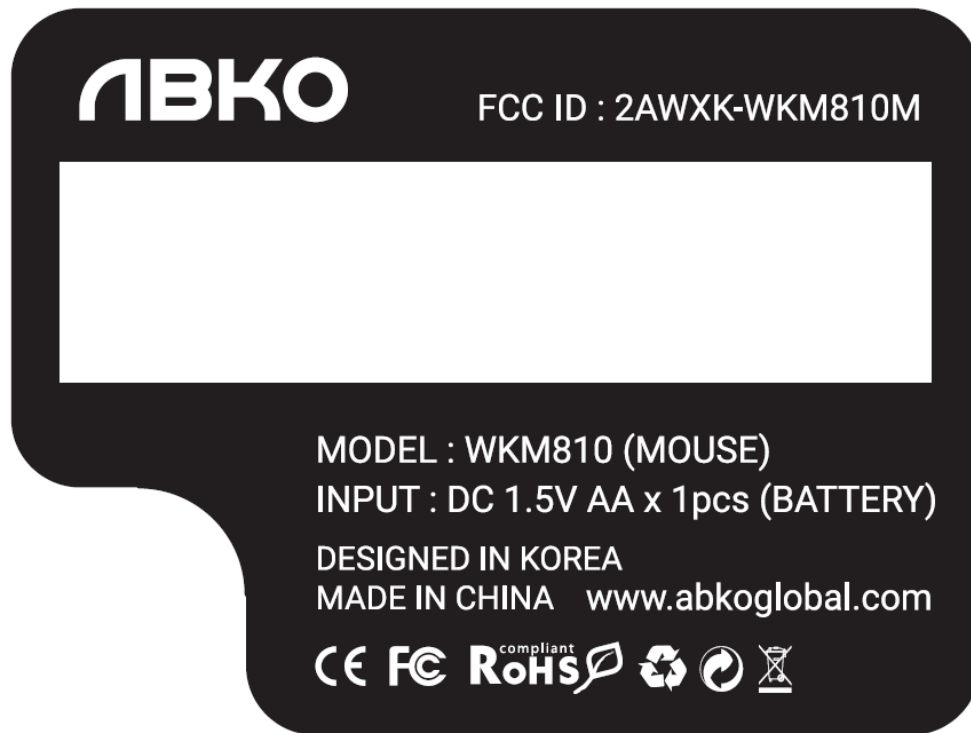 ABKO
FCC ID : 2AWXK-WKM810M
MODEL : WKM810 (MOUSE)
INPUT : DC 1.5V AA x 1pcs (BATTERY)
DESIGNED IN KOREA
MADE IN CHINA www.abkoglobal.com
CE FC RoHS compliant